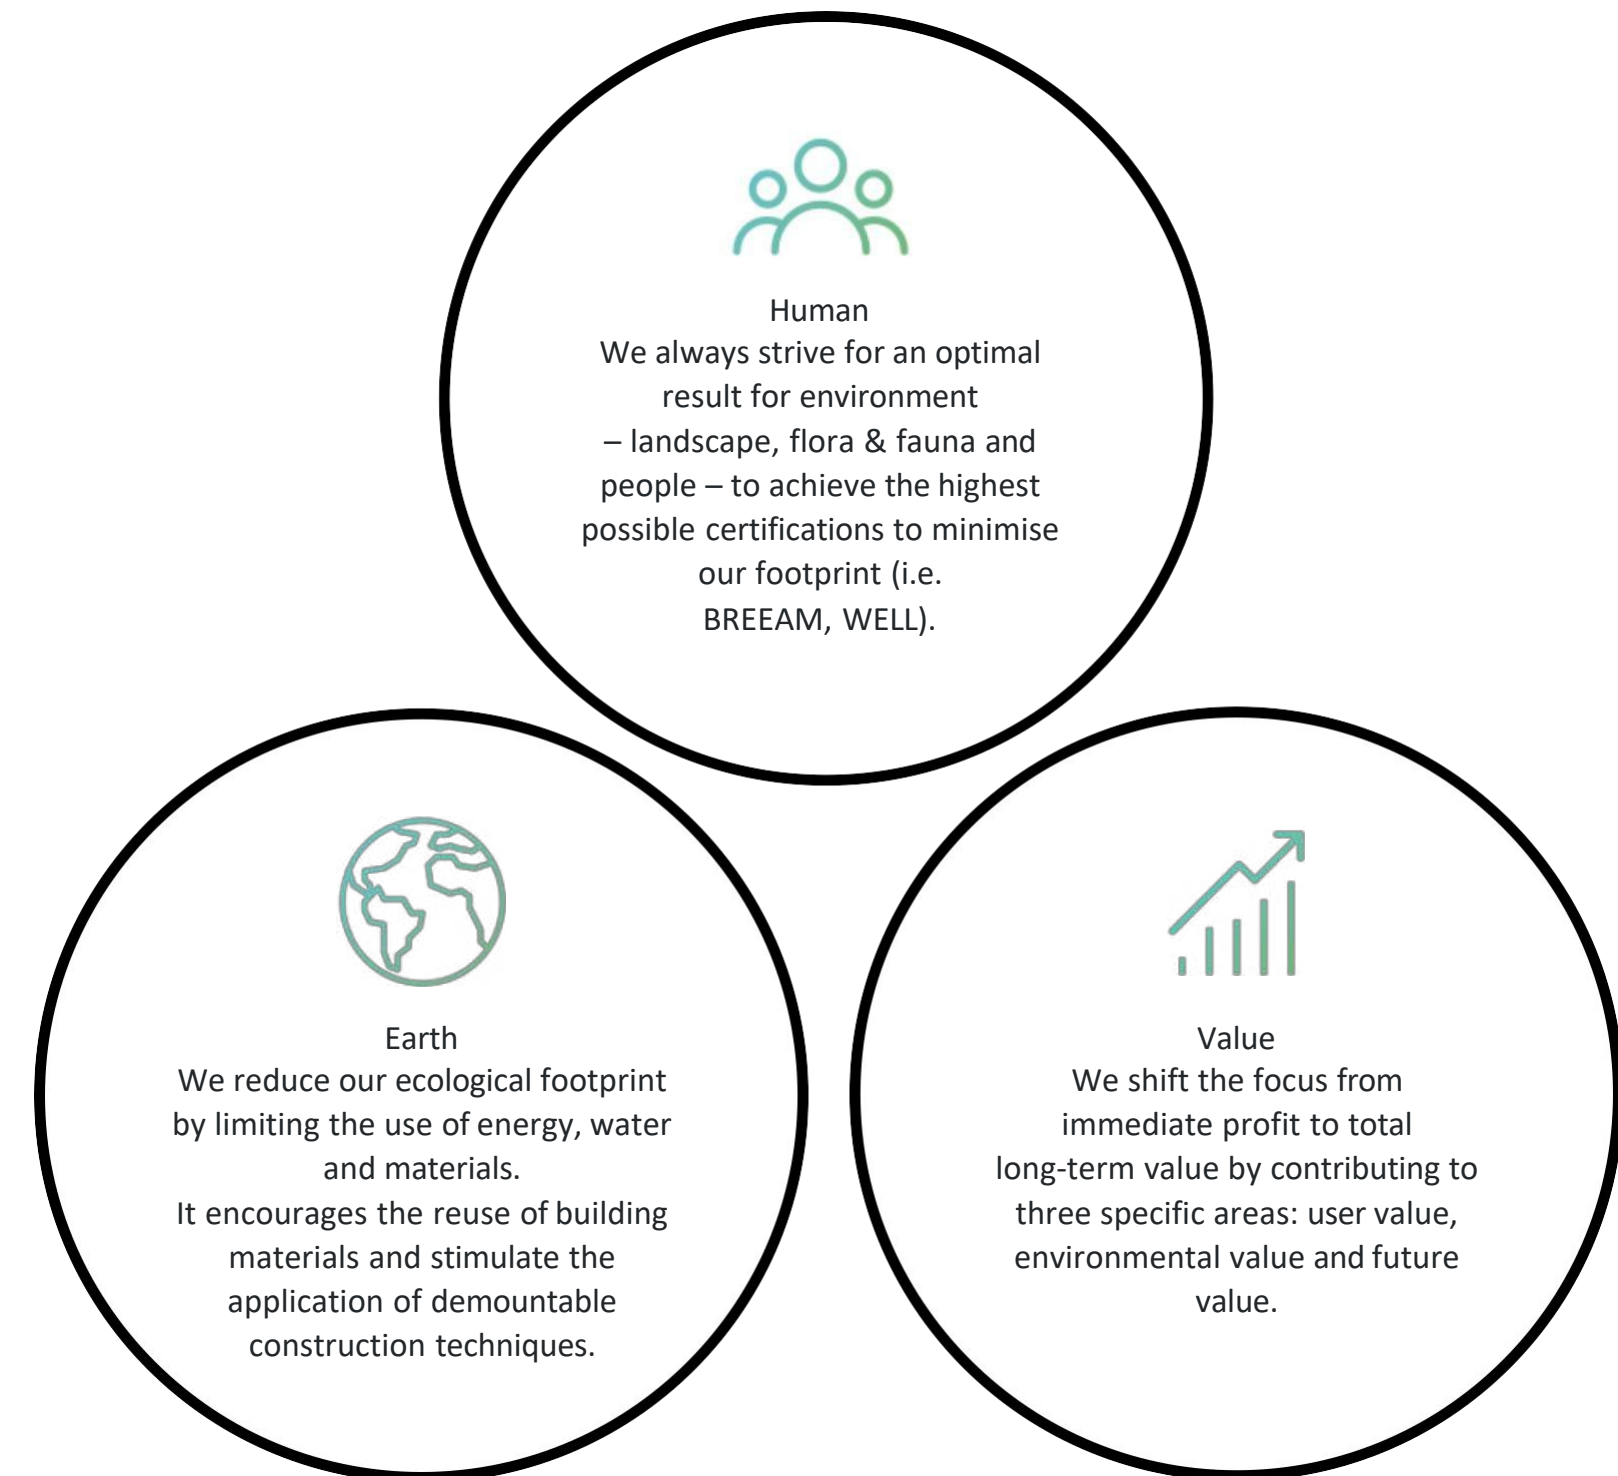 Human
We always strive for an optimal
result for environment
– landscape, flora & fauna and
people – to achieve the highest
possible certifications to minimise
our footprint (i.e.
BREEAM, WELL).
Earth
We reduce our ecological footprint
by limiting the use of energy, water
and materials.
It encourages the reuse of building
materials and stimulate the
application of demountable
construction techniques.
Value
We shift the focus from
immediate profit to total
long-term value by contributing to
three specific areas: user value,
environmental value and future
value.